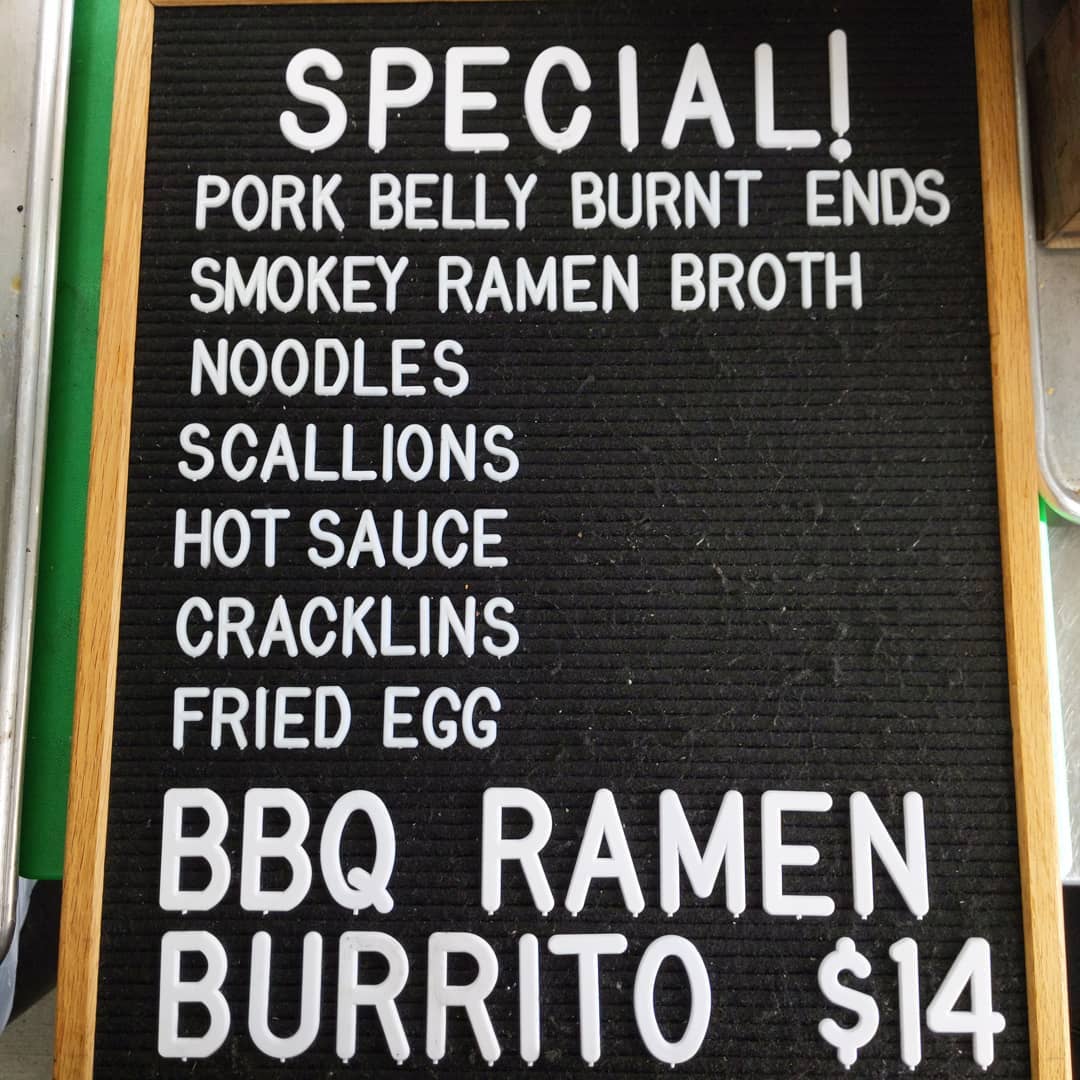 SPECIAL!
PORK BELLY BURNT ENDS
SMOKEY RAMEN BROTH
NOODLES
SCALLIONS
HOT SAUCE
CRACKLINS
FRIED EGG
BBQ RAMEN
BURRITO $14